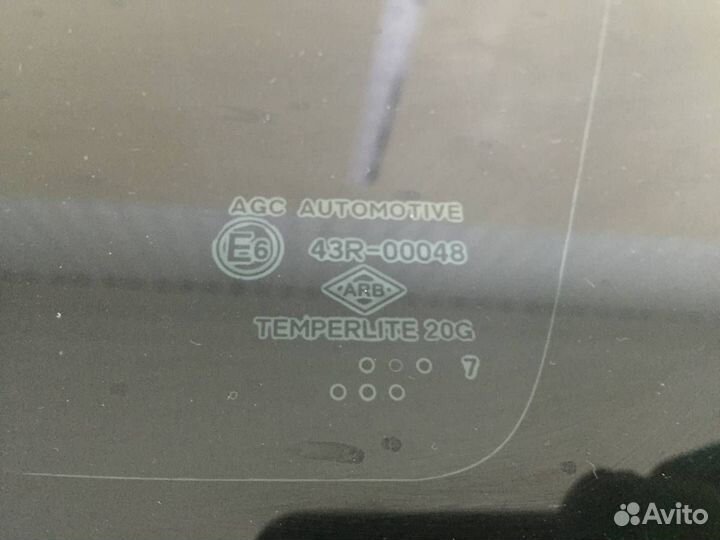 AGC AUTOMOTIVE
E6 43R-00048
ARB
TEMPERLITE 20G
7
Avito